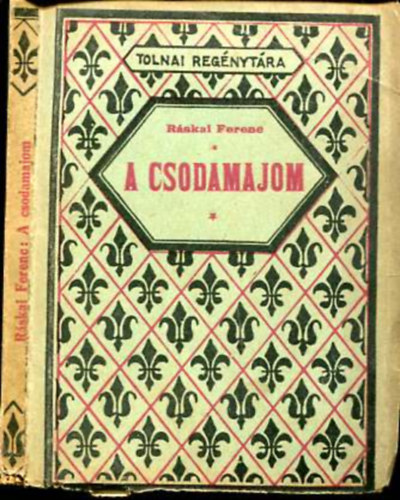 TOLNAI REGÉNYTÁRA
Ráskai Ferenc
A CSODAMAJOM
Ráskai Ferenc: A csodamajom